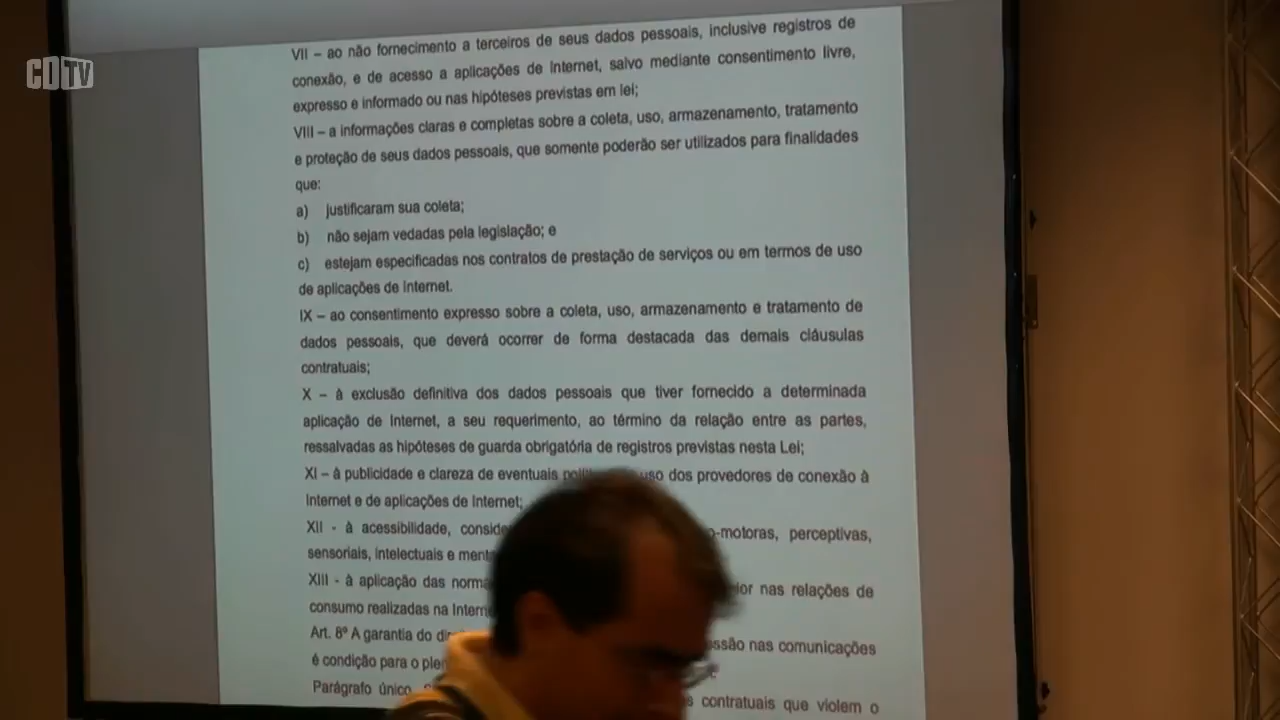 CDTV
VII – ao não fornecimento a terceiros de seus dados pessoais, inclusive registros de
conexão, e de acesso a aplicações de Internet, salvo mediante consentimento livre,
expresso e informado ou nas hipóteses previstas em lei;
VIII – a informações claras e completas sobre a coleta, uso, armazenamento, tratamento
e proteção de seus dados pessoais, que somente poderão ser utilizados para finalidades
que:
a) justificaram sua coleta;
b) não sejam vedadas pela legislação; e
c) estejam especificadas nos contratos de prestação de serviços ou em termos de uso
de aplicações de Internet.
IX – ao consentimento expresso sobre a coleta, uso, armazenamento e tratamento de
dados pessoais, que deverá ocorrer de forma destacada das demais cláusulas
contratuais;
X – à exclusão definitiva dos dados pessoais que tiver fornecido a determinada
aplicação de Internet, a seu requerimento, ao término da relação entre as partes,
ressalvadas as hipóteses de guarda obrigatória de registros previstas nesta Lei;
XI – à publicidade e clareza de eventuais uso dos provedores de conexão à
Internet e de aplicações de Internet;
XII - à acessibilidade, -motoras, perceptivas,
sensoriais, intelectuais e
XIII - à aplicação das nas relações de
consumo realizadas na
Art. 8º A garantia do nas comunicações
é condição para o
Parágrafo único contratuais que violem o